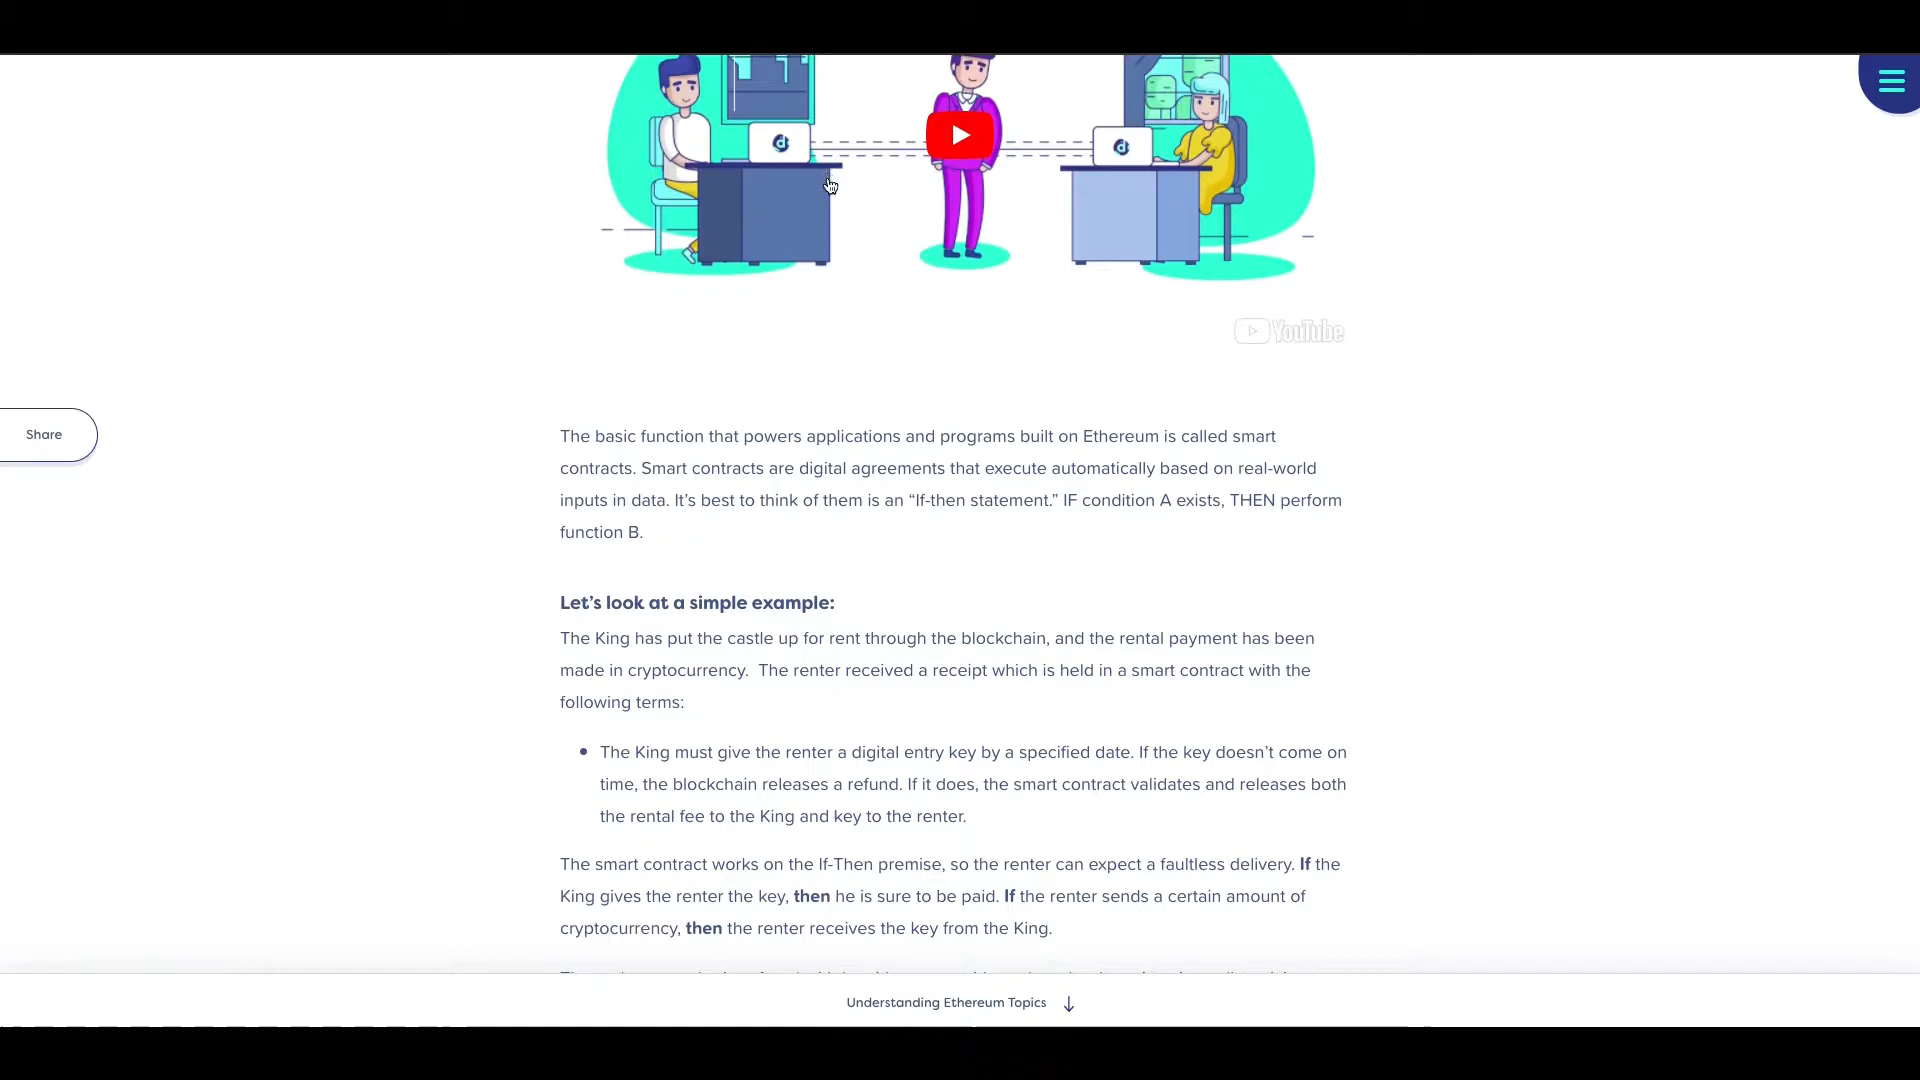 YouTube
Share
The basic function that powers applications and programs built on Ethereum is called smart
contracts. Smart contracts are digital agreements that execute automatically based on real-world
inputs in data. It’s best to think of them is an “If-then statement.” IF condition A exists, THEN perform
function B.
Let’s look at a simple example:
The King has put the castle up for rent through the blockchain, and the rental payment has been
made in cryptocurrency.  The renter received a receipt which is held in a smart contract with the
following terms:
The King must give the renter a digital entry key by a specified date. If the key doesn’t come on
time, the blockchain releases a refund. If it does, the smart contract validates and releases both
the rental fee to the King and key to the renter.
The smart contract works on the If-Then premise, so the renter can expect a faultless delivery. If the
King gives the renter the key, then he is sure to be paid. If the renter sends a certain amount of
cryptocurrency, then the renter receives the key from the King.
Understanding Ethereum Topics